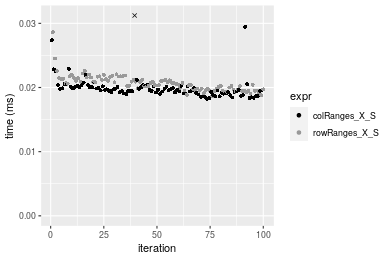 0.03
0.02
0.01
0.00
time (ms)
0
25
50
75
100
iteration
expr
colRanges_X_S
rowRanges_X_S